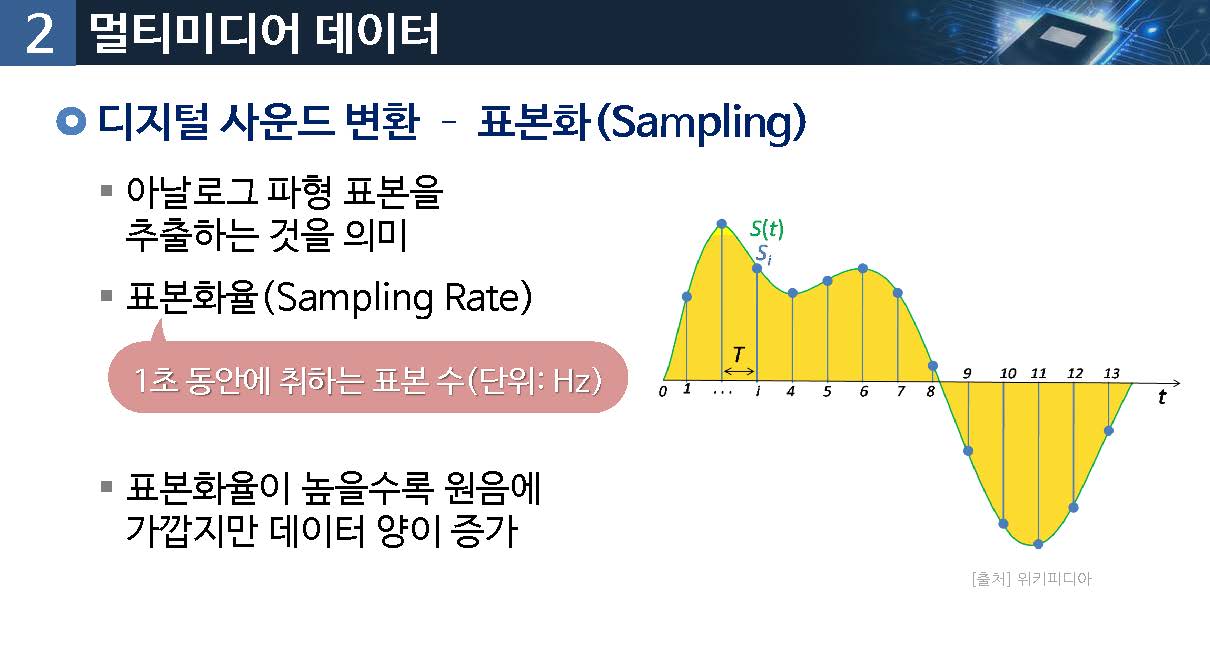 2 멀티미디어 데이터
디지털 사운드 변환 - 표본화(Sampling)
아날로그 파형 표본을
추출하는 것을 의미
표본화율(Sampling Rate)
1초 동안에 취하는 표본 수(단위: Hz)
표본화율이 높을수록 원음에
가깝지만 데이터 양이 증가
S(t)
Si
T
0 1 ... i 4 5 6 7 8 9 10 11 12 13
t
[출처] 위키피디아